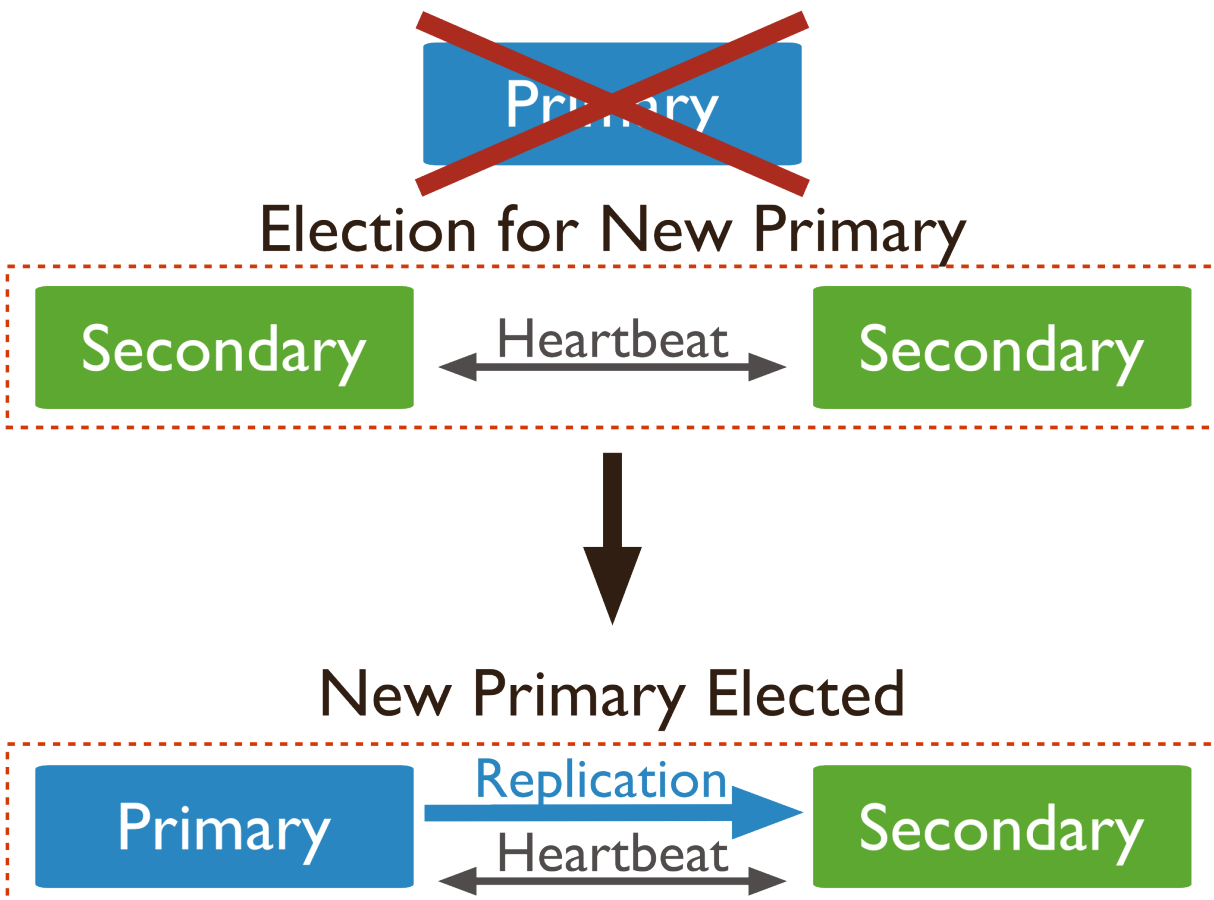 Primary
Election for New Primary
Secondary
Heartbeat
Secondary
New Primary Elected
Primary
Replication
Heartbeat
Secondary